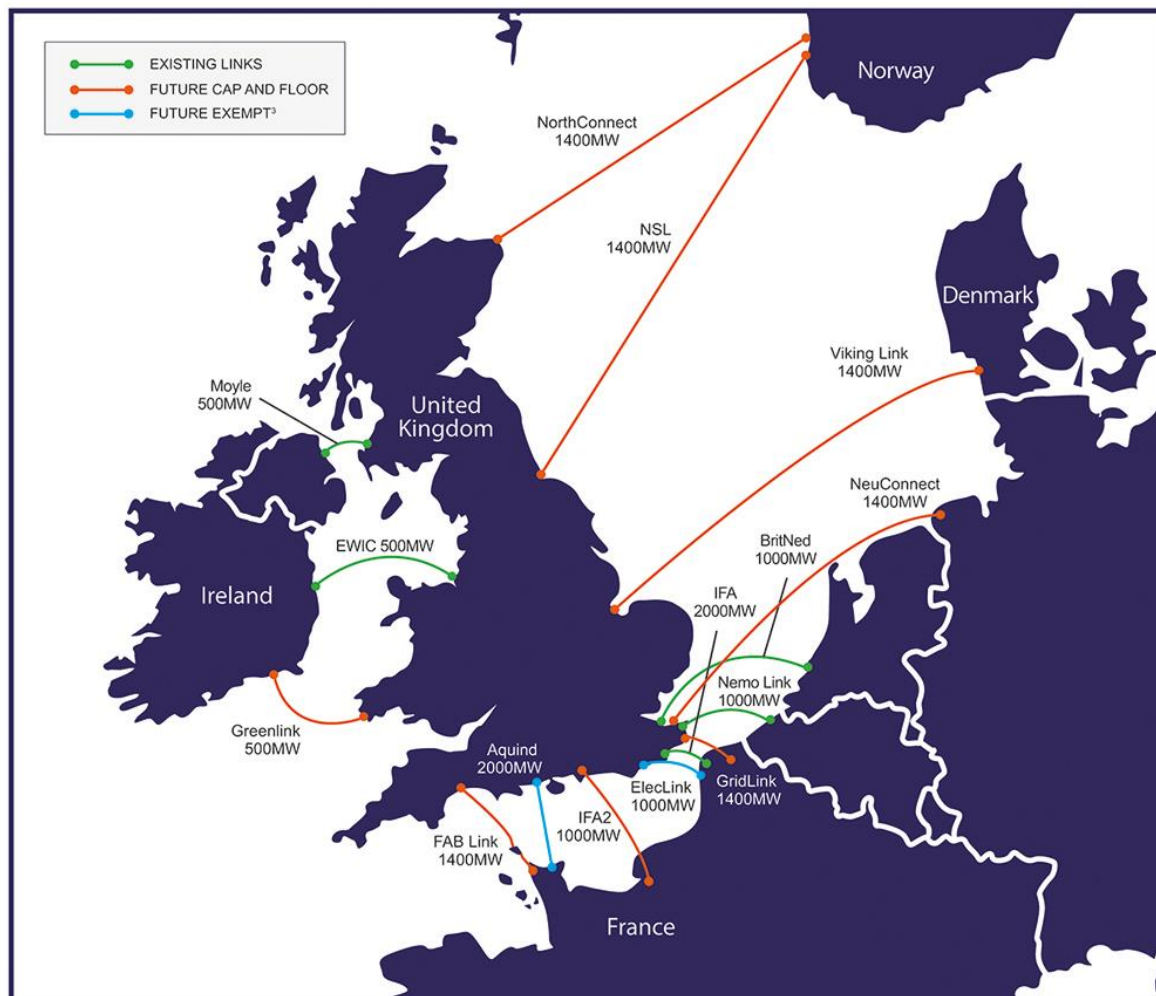 EXISTING LINKS
FUTURE CAP AND FLOOR
FUTURE EXEMPT³
Norway
NorthConnect
1400MW
NSL
1400MW
Denmark
Viking Link
1400MW
Moyle
500MW
United
Kingdom
NeuConnect
1400MW
BritNed
1000MW
EWIC 500MW
IFA
2000MW
Ireland
Nemo Link
1000MW
Greenlink
500MW
Aquind
2000MW
ElecLink
1000MW
GridLink
1400MW
IFA2
1000MW
FAB Link
1400MW
France